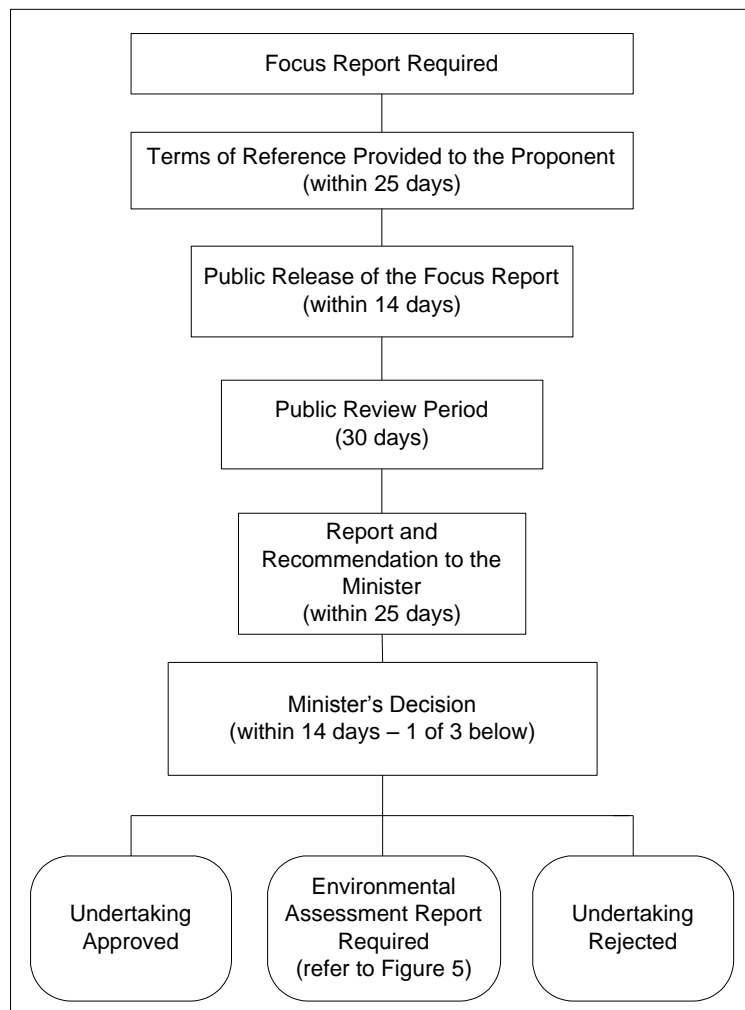 Focus Report Required
Terms of Reference Provided to the Proponent
(within 25 days)
Public Release of the Focus Report
(within 14 days)
Public Review Period
(30 days)
Report and
Recommendation to the
Minister
(within 25 days)
Minister’s Decision
(within 14 days – 1 of 3 below)
Undertaking
Approved
Environmental
Assessment Report
Required
(refer to Figure 5)
Undertaking
Rejected